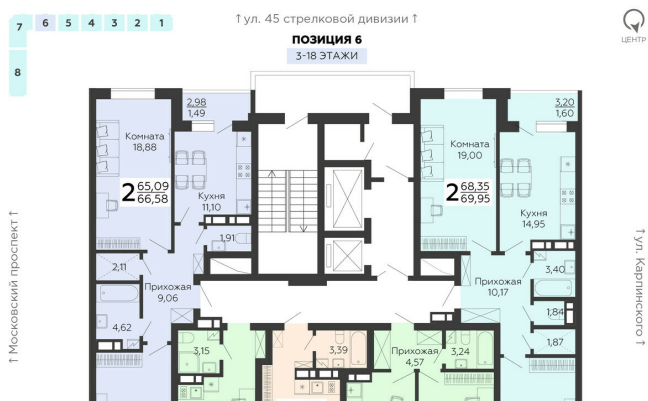 7 6 5 4 3 2 1
8
↑ ул. 45 стрелковой дивизии ↑
ПОЗИЦИЯ 6
3-18 ЭТАЖИ
ЦЕНТР
↑ Московский проспект ↑
↑ ул. Карпинского ↑
2,98
1,49
Комната
18,88
2 65,09
66,58
Кухня
11,10
1,91
2,11
Прихожая
9,06
4,62
3,20
1,60
Комната
19,00
2 68,35
69,95
Кухня
14,95
Прихожая
10,17
3,40
1,84
1,87
3,15
3,39
Прихожая
4,57
3,24